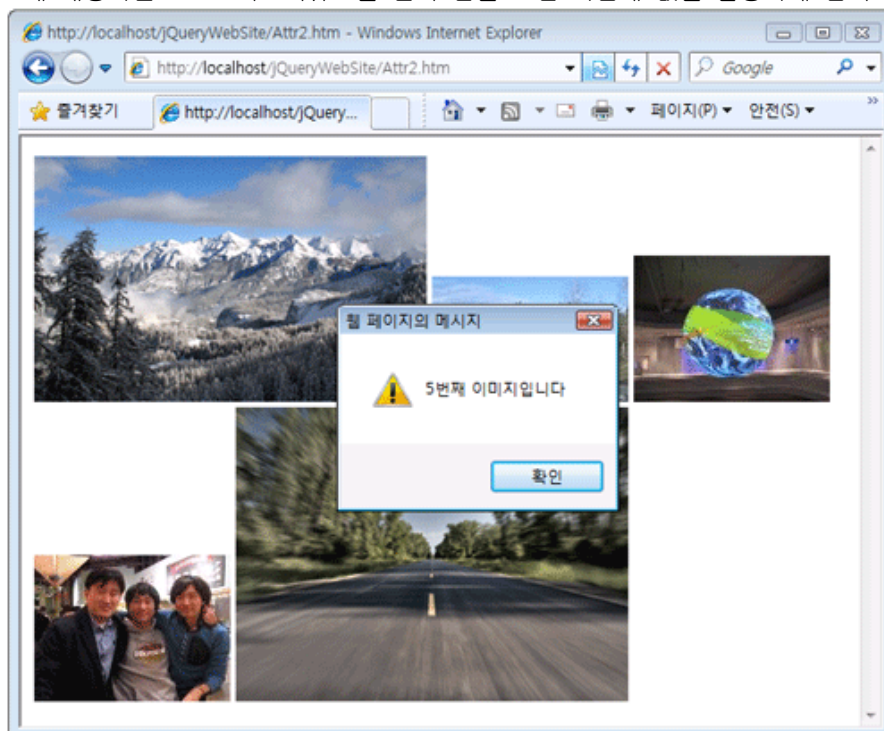 http://localhost/jQueryWebSite/Attr2.htm - Windows Internet Explorer
http://localhost/jQueryWebSite/Attr2.htm
Google
즐겨찾기
http://localhost/jQuery...
페이지(P)
안전(S)
»
웹 페이지의 메시지
5번째 이미지입니다
확인